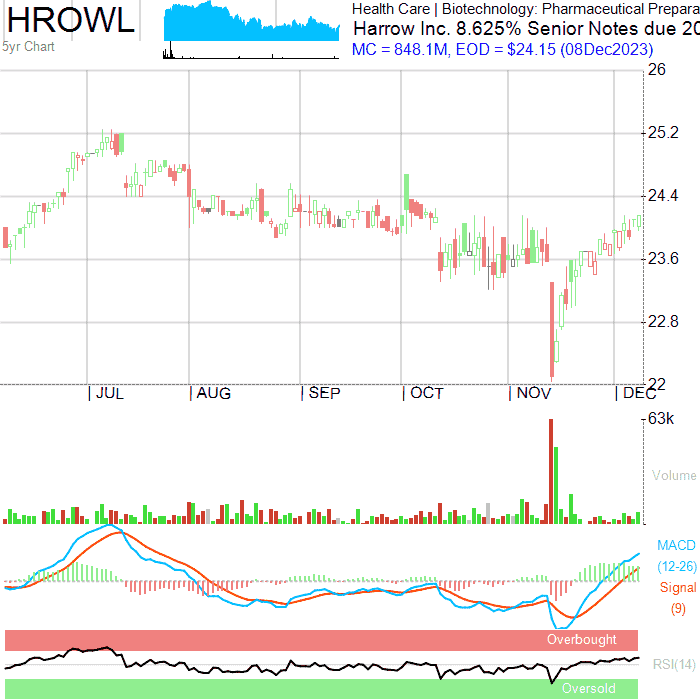 HROWL
5yr Chart
Health Care | Biotechnology: Pharmaceutical Prepara
Harrow Inc. 8.625% Senior Notes due 20
MC = 848.1M, EOD = $24.15 (08Dec2023)
26
25.2
24.4
23.6
22.8
22
JUL AUG SEP OCT NOV DEC
63k
Volume
MACD
(12-26)
Signal
(9)
Overbought
RSI(14)
Oversold